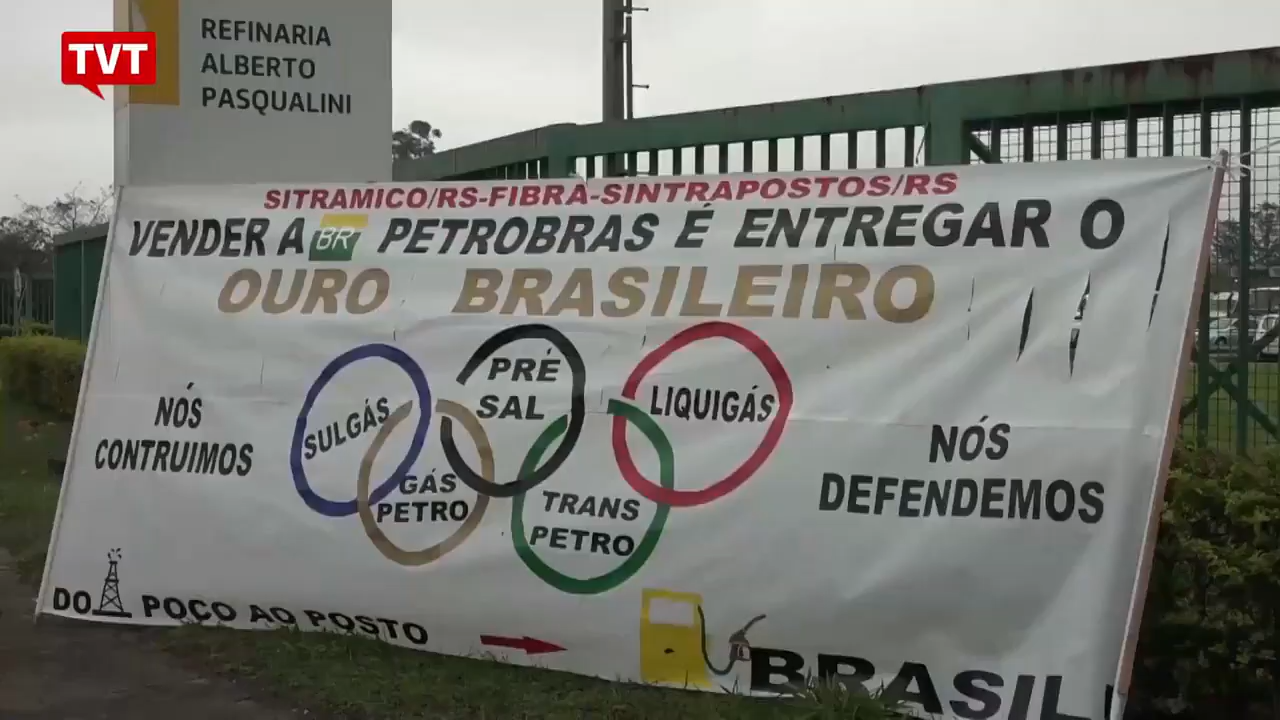 TVT
REFINARIA
ALBERTO
PASQUALINI
SITRAMICO/RS-FIBRA-SINTRAPOSTOS/RS
VENDER A BR PETROBRAS É ENTREGAR O
OURO BRASILEIRO
NÓS
CONTRUIMOS
SULGÁS
PRÉ
SAL
LIQUIGÁS
GÁS
PETRO
TRANS
PETRO
NÓS
DEFENDEMOS
DO POÇO AO POSTO
BRASIL